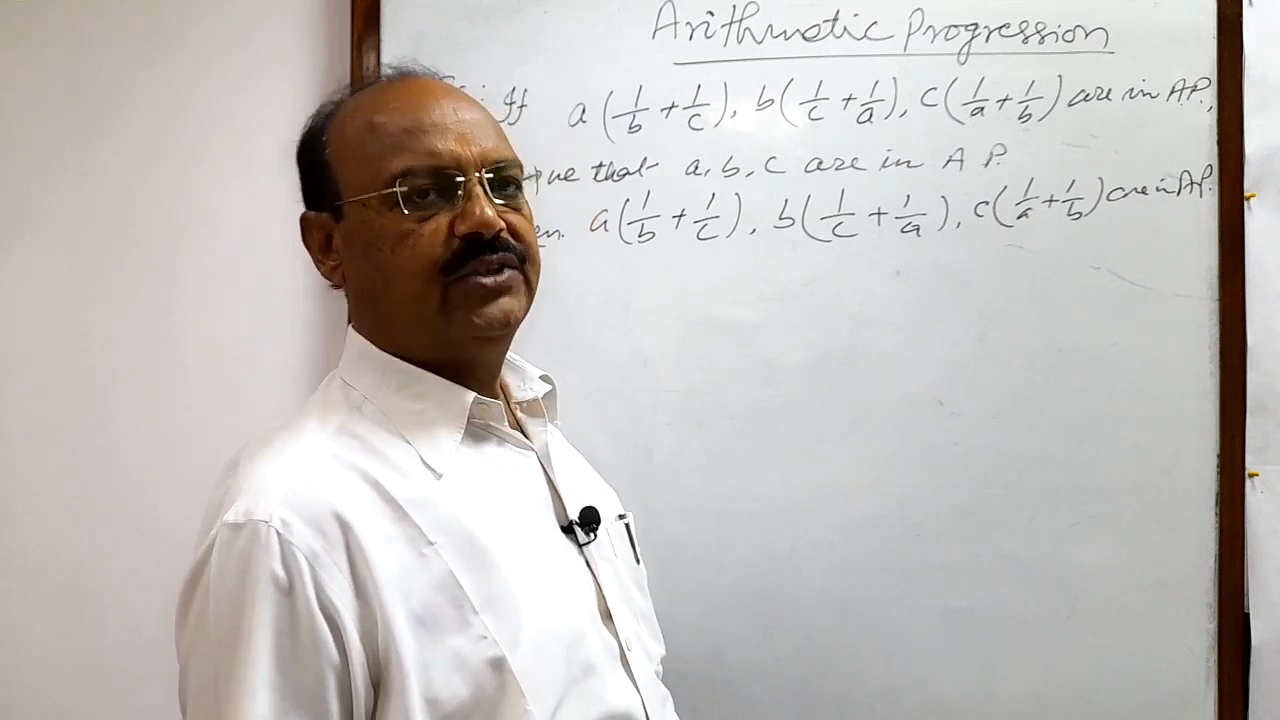 Arithmetic Progression
If a(1/b + 1/c), b(1/c + 1/a), c(1/a + 1/b) are in AP.,
that a, b, c are in A P.
a(1/b + 1/c), b(1/c + 1/a), c(1/a + 1/b) are in AP.